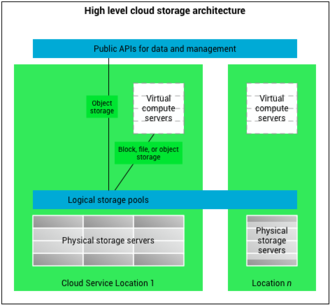 High level cloud storage architecture
Public APIs for data and management
Object
storage
Virtual
compute
servers
Virtual
compute
servers
Block, file, or object
storage
Logical storage pools
Physical storage servers
Physical
storage
servers
Cloud Service Location 1
Location n